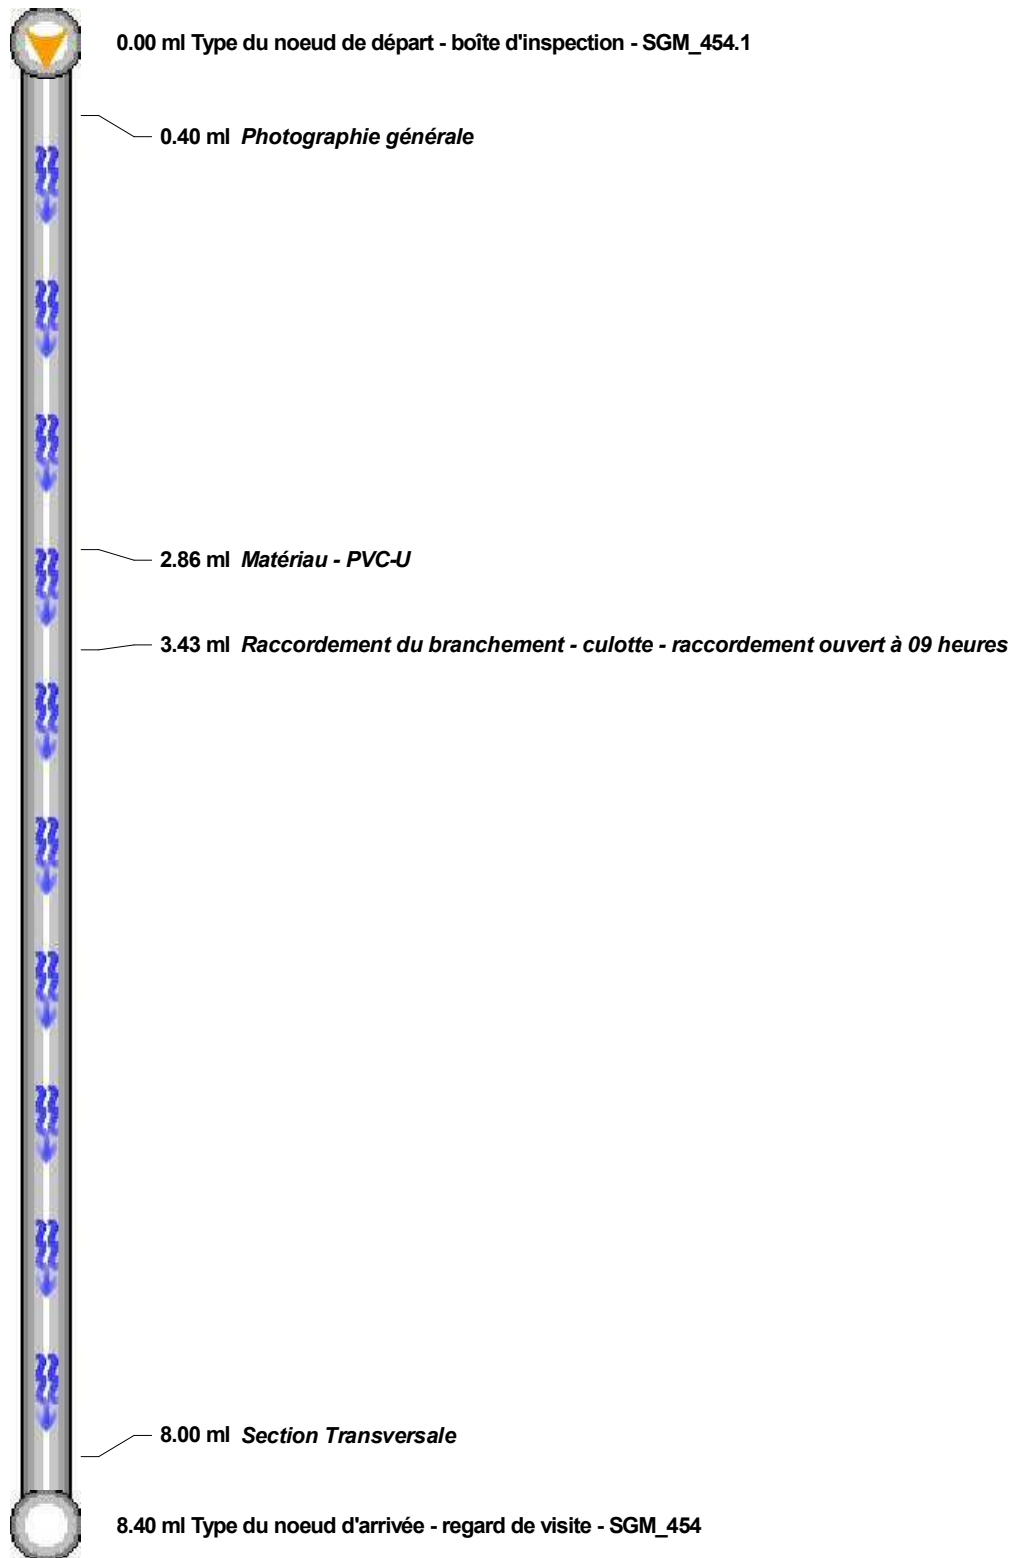 0.00 ml Type du noeud de départ - boîte d'inspection - SGM_454.1
0.40 ml Photographie générale
2.86 ml Matériau - PVC-U
3.43 ml Raccordement du branchement - culotte - raccordement ouvert à 09 heures
8.00 ml Section Transversale
8.40 ml Type du noeud d'arrivée - regard de visite - SGM_454